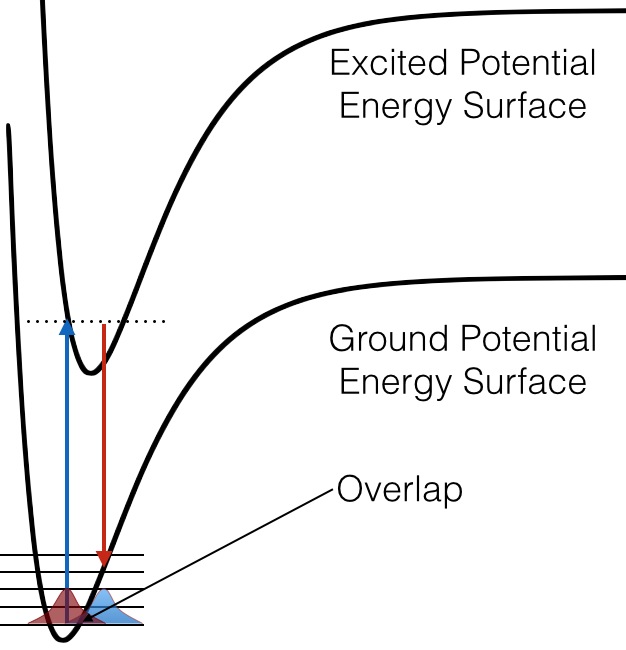 Excited Potential
Energy Surface
Ground Potential
Energy Surface
Overlap